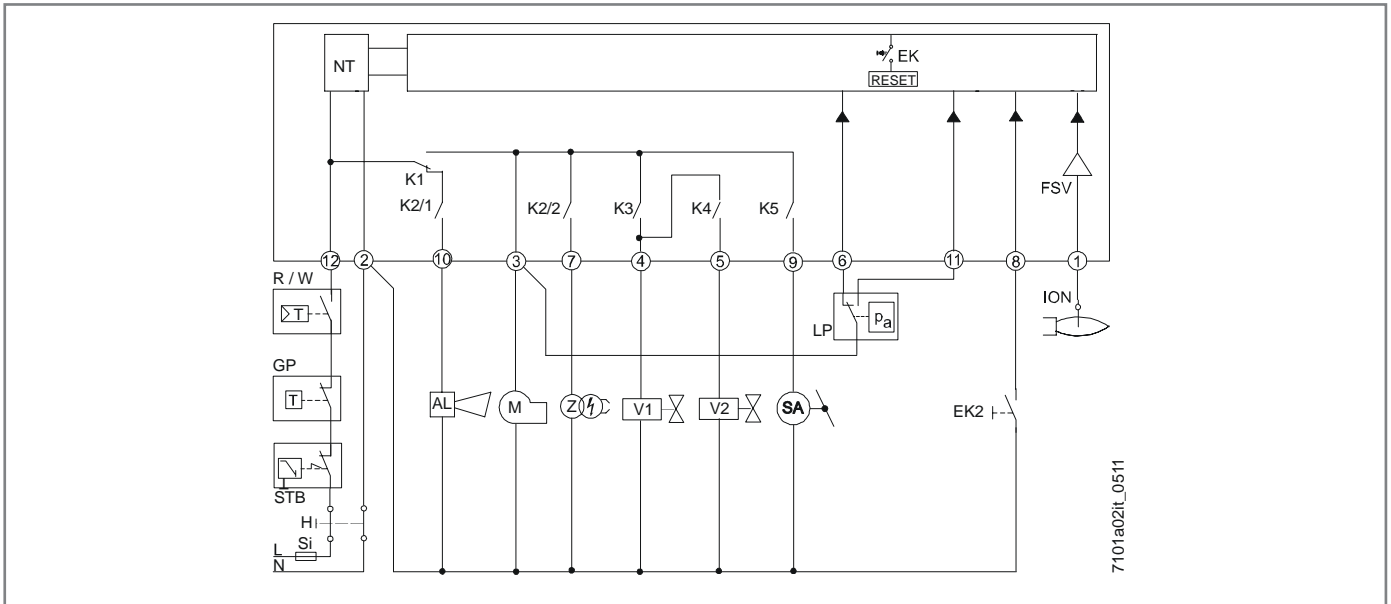 NT
EK
RESET
FSV
K1
K2/1
K2/2
K3
K4
K5
12
2
10
3
7
4
5
9
6
11
8
1
R / W
T
ION
LP
pa
GP
T
AL
M
Z
V1
V2
SA
EK2
STB
H
Si
L
N
7101a02it_0511